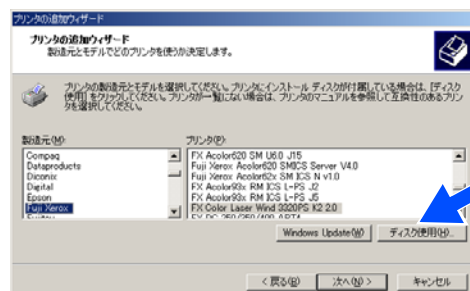 プリンタの追加ウィザード
プリンタの追加ウィザード
製造元とモデルでどのプリンタを使うか決定します。
プリンタの製造元とモデルを選択してください。プリンタにインストール ディスクが付属している場合は、[ディスク
使用] をクリックしてください。プリンタが一覧にない場合は、プリンタのマニュアルを参照して互換性のあるプリン
タを選択してください。
製造元(M):
プリンタ(P):
Compaq
Dataproducts
Diconix
Digital
Epson
Fuji Xerox
Fujitsu
FX Acolor620 SM U6.0 J15
Fuji Xerox Acolor620 SMICS Server V4.0
Fuji Xerox Acolor62x SM ICS N v1.0
FX Acolor93x RM ICS L-PS J2
FX Acolor93x RM ICS L-PS J5
FX Color Laser Wind 3320PS K2 2.0
Windows Update(W)
ディスク使用(H)...
< 戻る(B)
次へ(N) >
キャンセル